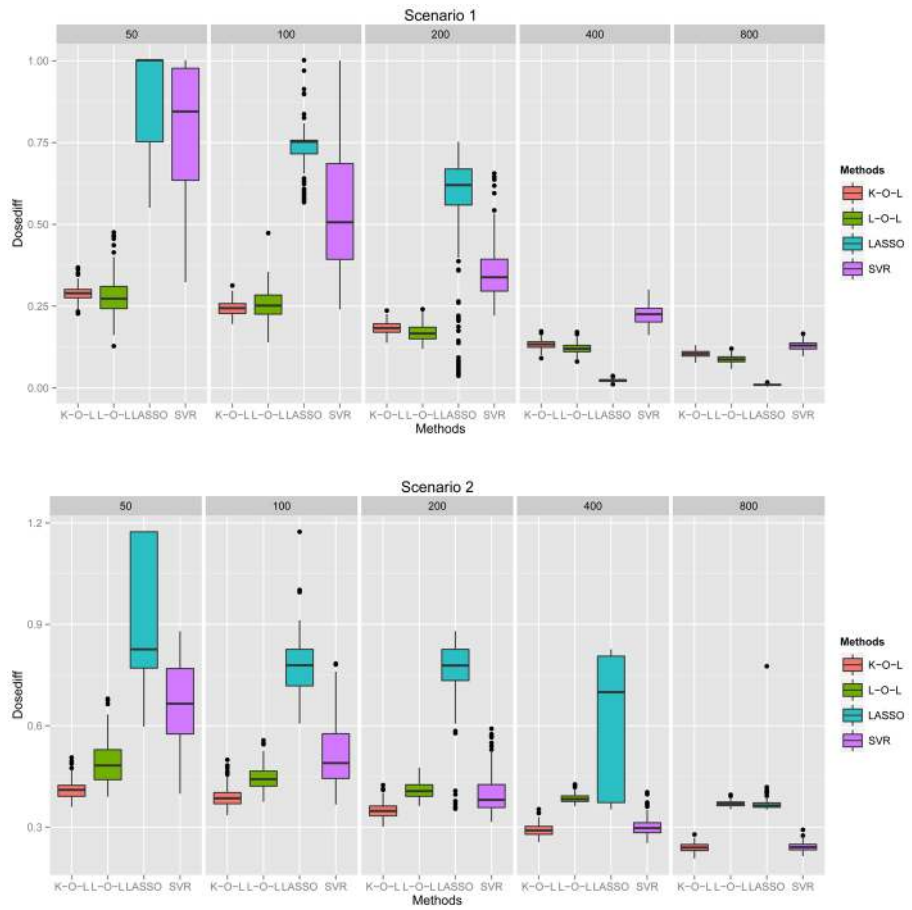 Scenario 1
50 100 200 400 800
1.00
0.75
0.50
0.25
0.00
Dosediff
K-O-L L-O-L LASSO SVR K-O-L L-O-L LASSO SVR K-O-L L-O-L LASSO SVR K-O-L L-O-L LASSO SVR K-O-L L-O-L LASSO SVR
Methods
Methods
K-O-L
L-O-L
LASSO
SVR
Scenario 2
50 100 200 400 800
1.2
0.9
0.6
0.3
Dosediff
K-O-L L-O-L LASSO SVR K-O-L L-O-L LASSO SVR K-O-L L-O-L LASSO SVR K-O-L L-O-L LASSO SVR K-O-L L-O-L LASSO SVR
Methods
Methods
K-O-L
L-O-L
LASSO
SVR